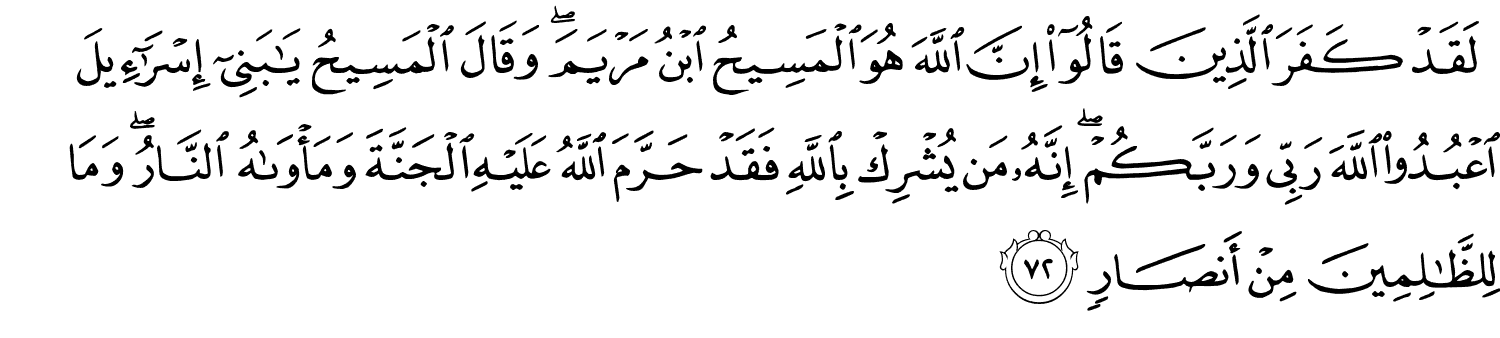 لَقَدۡ كَفَرَ ٱلَّذِينَ قَالُوٓاْ إِنَّ ٱللَّهَ هُوَ ٱلۡمَسِيحُ ٱبۡنُ مَرۡيَمَۖ وَقَالَ ٱلۡمَسِيحُ يَٰبَنِيٓ إِسۡرَٰٓءِيلَ
ٱعۡبُدُواْ ٱللَّهَ رَبِّي وَرَبَّكُمۡۖ إِنَّهُۥ مَن يُشۡرِكۡ بِٱللَّهِ فَقَدۡ حَرَّمَ ٱللَّهُ عَلَيۡهِ ٱلۡجَنَّةَ وَمَأۡوَىٰهُ ٱلنَّارُۖ وَمَا
لِلظَّٰلِمِينَ مِنۡ أَنصَارٖ ٧٢